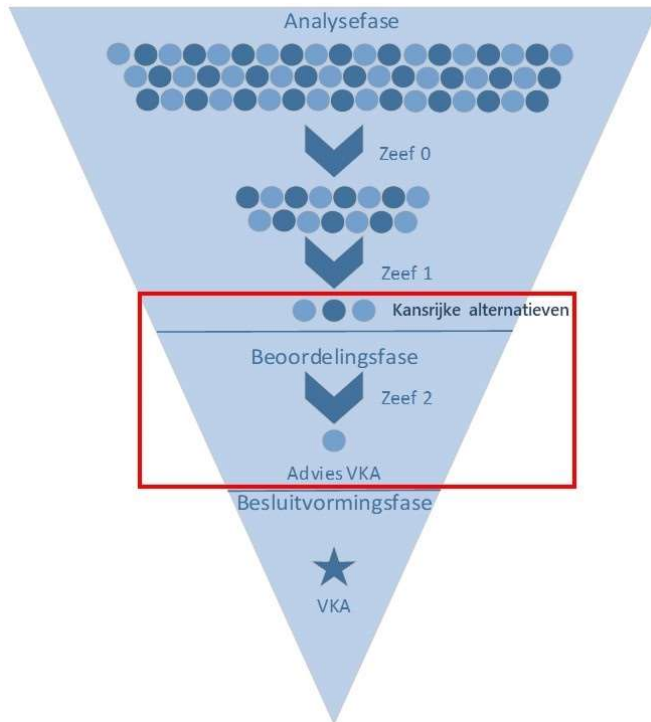 Analysefase
Zeef 0
Zeef 1
Kansrijke alternatieven
Beoordelingsfase
Zeef 2
Advies VKA
Besluitvormingsfase
VKA